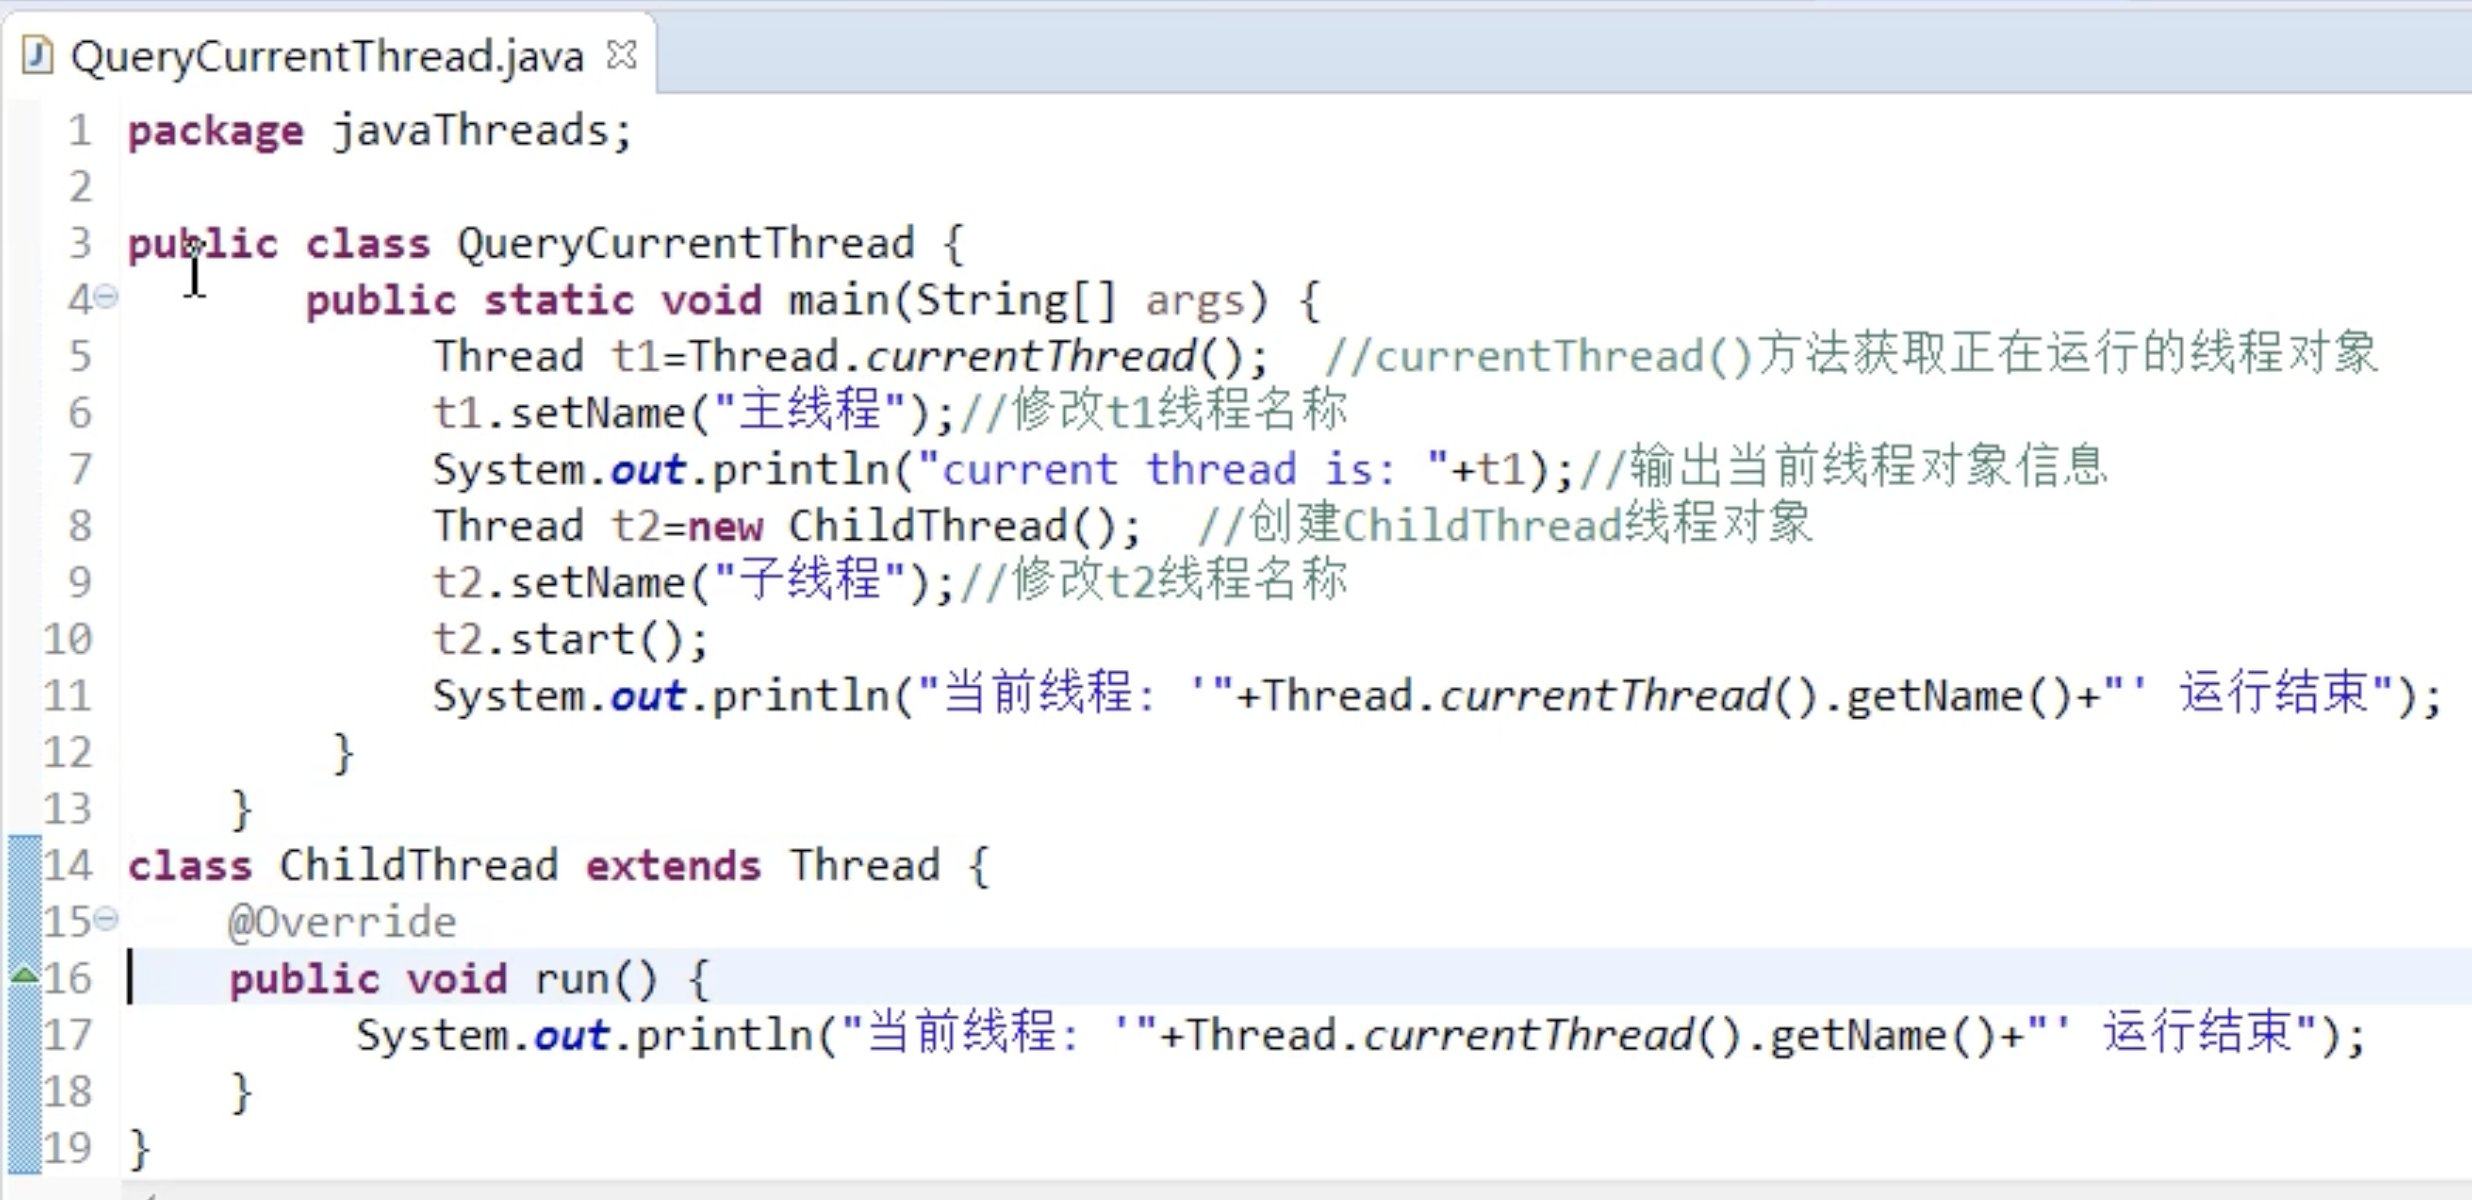 QueryCurrentThread.java
1 package javaThreads;
2
3 public class QueryCurrentThread {
4 public static void main(String[] args) {
5 Thread t1=Thread.currentThread(); //currentThread()方法获取正在运行的线程对象
6 t1.setName("主线程");//修改t1线程名称
7 System.out.println("current thread is: "+t1);//输出当前线程对象信息
8 Thread t2=new ChildThread(); //创建ChildThread线程对象
9 t2.setName("子线程");//修改t2线程名称
10 t2.start();
11 System.out.println("当前线程: '"+Thread.currentThread().getName()+"' 运行结束");
12 }
13 }
14 class ChildThread extends Thread {
15 @Override
16 public void run() {
17 System.out.println("当前线程: '"+Thread.currentThread().getName()+"' 运行结束");
18 }
19 }